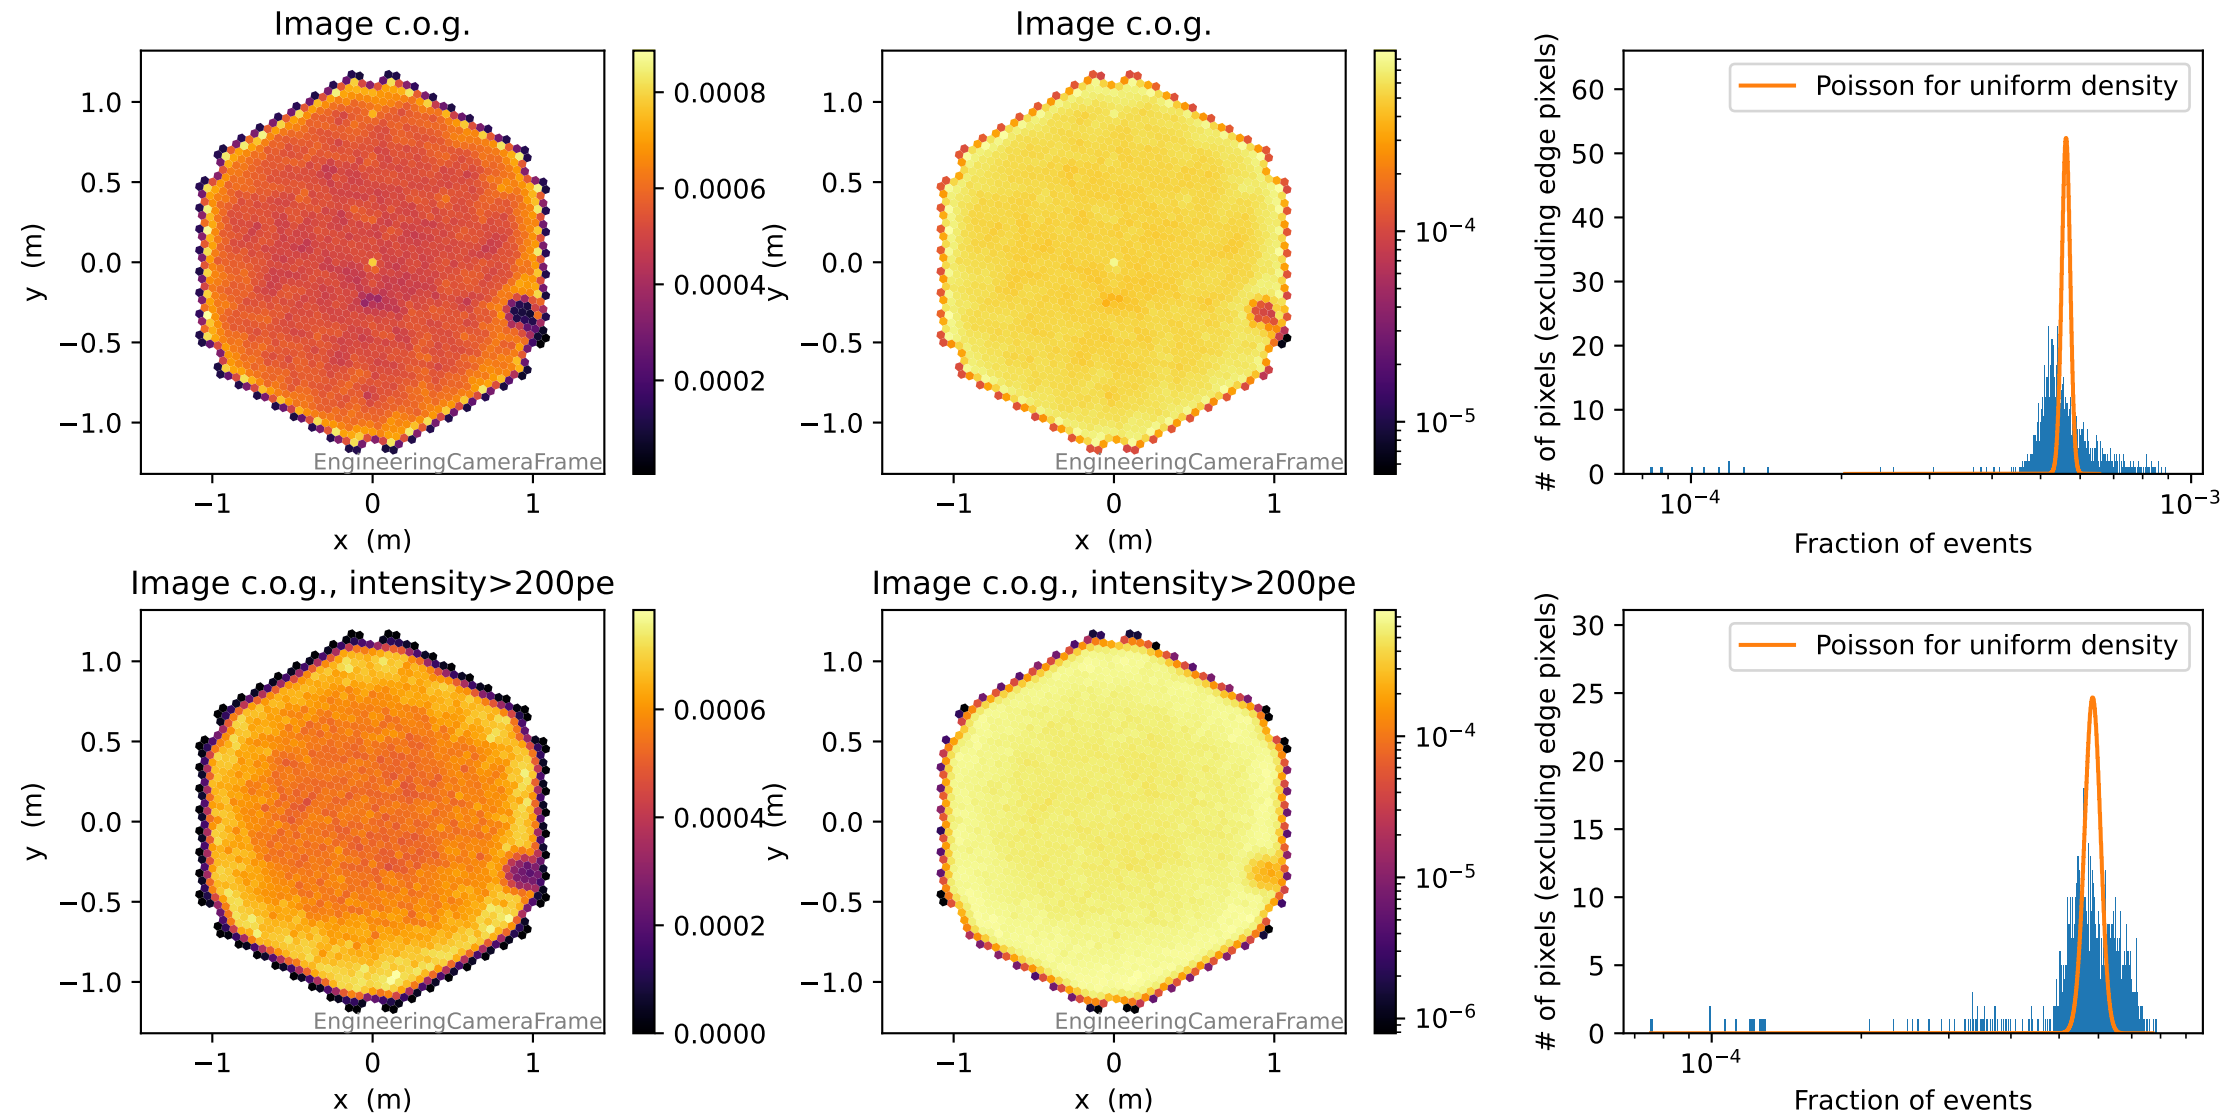 Image c.o.g.
1.0
0.5
0.0
−0.5
−1.0
y (m)
−1
0
1
x (m)
EngineeringCameraFrame
0.0008
0.0006
0.0004
0.0002
Image c.o.g.
1.0
0.5
0.0
−0.5
−1.0
y (m)
−1
0
1
x (m)
EngineeringCameraFrame
10⁻⁴
10⁻⁵
# of pixels (excluding edge pixels)
60
50
40
30
20
10
0
Poisson for uniform density
10⁻⁴
10⁻³
Fraction of events
Image c.o.g., intensity>200pe
1.0
0.5
0.0
−0.5
−1.0
y (m)
−1
0
1
x (m)
EngineeringCameraFrame
0.0006
0.0004
0.0002
0.0000
Image c.o.g., intensity>200pe
1.0
0.5
0.0
−0.5
−1.0
y (m)
−1
0
1
x (m)
EngineeringCameraFrame
10⁻⁴
10⁻⁵
10⁻⁶
# of pixels (excluding edge pixels)
30
25
20
15
10
5
0
Poisson for uniform density
10⁻⁴
Fraction of events